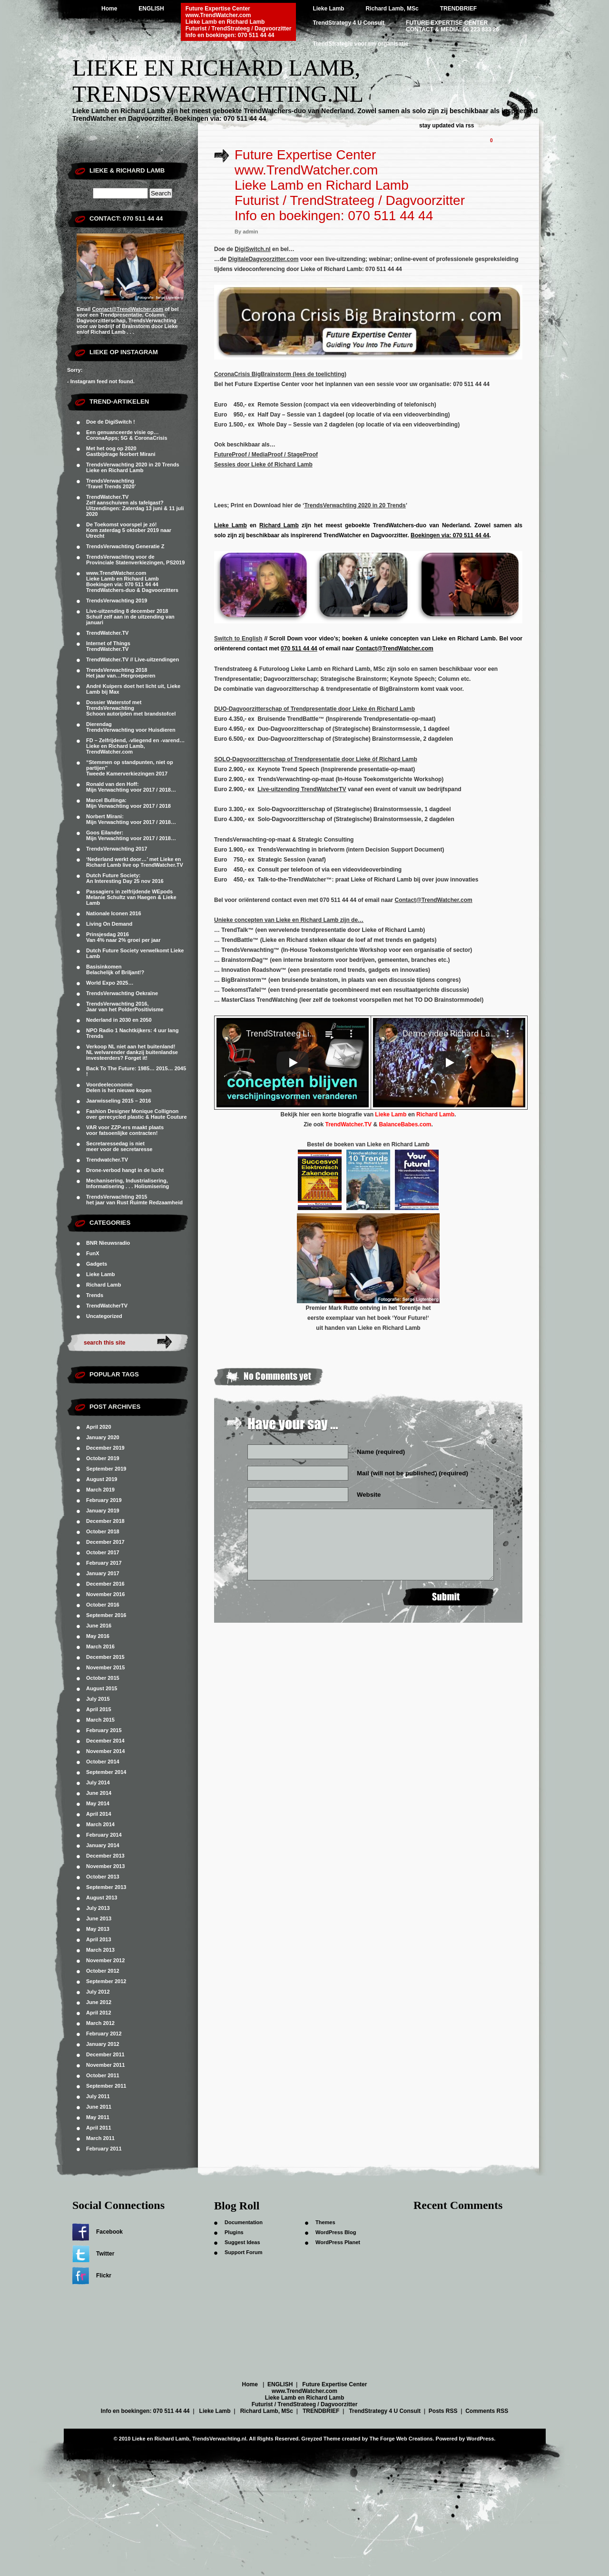 Home
ENGLISH
Future Expertise Center
www.TrendWatcher.com
Lieke Lamb en Richard Lamb
Futurist / TrendStrateeg / Dagvoorzitter
Info en boekingen: 070 511 44 44
Lieke Lamb
Richard Lamb, MSc
TRENDBRIEF
TrendStrategy 4 U Consult
FUTURE EXPERTISE CENTER
LIEKE EN RICHARD LAMB,
TRENDSVERWACHTING.NL
Lieke Lamb en Richard Lamb zijn het meest geboekte TrendWatchers-duo van Nederland. Zowel samen als solo zijn zij beschikbaar als inspirerend
TrendWatcher en Dagvoorzitter. Boekingen via: 070 511 44 44
stay updated via rss
LIEKE & RICHARD LAMB
Search
CONTACT: 070 511 44 44
Fotografie: Serge Ligtenberg
Email Contact@TrendWatcher.com of bel
voor een Trendpresentatie, Column,
Dagvoorzitterschap, TrendsVerwachting
voor uw bedrijf of Brainstorm door Lieke
en/of Richard Lamb . . .
LIEKE OP INSTAGRAM
Sorry:
- Instagram feed not found.
TREND-ARTIKELEN
Doe de DigiSwitch !
Een genuanceerde visie op…
CoronaApps; 5G & CoronaCrisis
Met het oog op 2020
Gastbijdrage Norbert Mirani
TrendsVerwachting 2020 in 20 Trends
Lieke en Richard Lamb
TrendsVerwachting
'Travel Trends 2020'
TrendWatcher.TV
Zelf aanschuiven als tafelgast?
Uitzendingen: Zaterdag 13 juni & 11 juli
2020
De Toekomst voorspel je zó!
Kom zaterdag 5 oktober 2019 naar
Utrecht
TrendsVerwachting Generatie Z
TrendsVerwachting voor de
Provinciale Statenverkiezingen, PS2019
www.TrendWatcher.com
Lieke Lamb en Richard Lamb
Boekingen via: 070 511 44 44
TrendWatchers-duo & Dagvoorzitters
TrendsVerwachting 2019
Live-uitzending 8 december 2018
Schuif zelf aan in de uitzending van
januari
TrendWatcher.TV
Internet of Things
TrendWatcher.TV
TrendWatcher.TV // Live-uitzendingen
TrendsVerwachting 2018
Het jaar van…Hergroeperen
André Kuipers doet het licht uit, Lieke
Lamb bij Max
Dossier Waterstof met
TrendsVerwachting
Schoon autorijden met brandstofcel
Dierendag
TrendsVerwachting voor Huisdieren
FD – Zelfrijdend, -vliegend en -varend…
Lieke en Richard Lamb,
TrendWatcher.com
"Stemmen op standpunten, niet op
partijen"
Tweede Kamerverkiezingen 2017
Ronald van den Hoff:
Mijn Verwachting voor 2017 / 2018…
Marcel Bullinga:
Mijn Verwachting voor 2017 / 2018
Norbert Mirani:
Mijn Verwachting voor 2017 / 2018…
Goos Eilander:
Mijn Verwachting voor 2017 / 2018…
TrendsVerwachting 2017
'Nederland werkt door…' met Lieke en
Richard Lamb live op TrendWatcher.TV
Dutch Future Society:
An Interesting Day 25 nov 2016
Passagiers in zelfrijdende WEpods
Melanie Schultz van Haegen & Lieke
Lamb
Nationale Iconen 2016
Living On Demand
Prinsjesdag 2016
Van 4% naar 2% groei per jaar
Dutch Future Society verwelkomt Lieke
Lamb
Basisinkomen
Belachelijk of Briljant!?
World Expo 2025…
TrendsVerwachting Oekraïne
TrendsVerwachting 2016,
Jaar van het PolderPositivisme
Nederland in 2030 en 2050
NPO Radio 1 Nachtkijkers: 4 uur lang
Trends
Verkoop NL niet aan het buitenland!
NL welvarender dankzij buitenlandse
investeerders? Forget it!
Back To The Future: 1985… 2015… 2045
!
Voordeeleconomie
Delen is het nieuwe kopen
Jaarwisseling 2015 – 2016
Fashion Designer Monique Collignon
over gerecycled plastic & Haute Couture
VAR voor ZZP-ers maakt plaats
voor fatsoenlijke contracten!
Secretaressedag is niet
meer voor de secretaresse
Trendwatcher.TV
Drone-verbod hangt in de lucht
Mechanisering, Industrialisering,
Informatisering . . . Holismisering
TrendsVerwachting 2015
het jaar van Rust Ruimte Redzaamheid
CATEGORIES
BNR Nieuwsradio
FunX
Gadgets
Lieke Lamb
Richard Lamb
Trends
TrendWatcherTV
Uncategorized
search this site
POPULAR TAGS
POST ARCHIVES
April 2020
January 2020
December 2019
October 2019
September 2019
August 2019
March 2019
February 2019
January 2019
December 2018
October 2018
December 2017
October 2017
February 2017
January 2017
December 2016
November 2016
October 2016
September 2016
June 2016
May 2016
March 2016
December 2015
November 2015
October 2015
August 2015
July 2015
April 2015
March 2015
February 2015
December 2014
November 2014
October 2014
September 2014
July 2014
June 2014
May 2014
April 2014
March 2014
February 2014
January 2014
December 2013
November 2013
October 2013
September 2013
August 2013
July 2013
June 2013
May 2013
April 2013
March 2013
November 2012
October 2012
September 2012
July 2012
June 2012
April 2012
March 2012
February 2012
January 2012
December 2011
November 2011
October 2011
September 2011
July 2011
June 2011
May 2011
April 2011
March 2011
February 2011
0
Future Expertise Center
www.TrendWatcher.com
Lieke Lamb en Richard Lamb
Futurist / TrendStrateeg / Dagvoorzitter
Info en boekingen: 070 511 44 44
By admin
Doe de DigiSwitch.nl en bel…
…de DigitaleDagvoorzitter.com voor een live-uitzending; webinar; online-event of professionele gespreksleiding
tijdens videoconferencing door Lieke of Richard Lamb: 070 511 44 44
Corona Crisis Big Brainstorm . com
Future Expertise Center
Guiding You Into The Future
CoronaCrisis BigBrainstorm (lees de toelichting)
Bel het Future Expertise Center voor het inplannen van een sessie voor uw organisatie: 070 511 44 44
Euro 450,- ex Remote Session (compact via een videoverbinding of telefonisch)
Euro 950,- ex Half Day – Sessie van 1 dagdeel (op locatie of via een videoverbinding)
Euro 1.500,- ex Whole Day – Sessie van 2 dagdelen (op locatie of via een videoverbinding)
Ook beschikbaar als…
FutureProof / MediaProof / StageProof
Sessies door Lieke óf Richard Lamb
Lees; Print en Download hier de 'TrendsVerwachting 2020 in 20 Trends'
Lieke Lamb en Richard Lamb zijn het meest geboekte TrendWatchers-duo van Nederland. Zowel samen als
solo zijn zij beschikbaar als inspirerend TrendWatcher en Dagvoorzitter. Boekingen via: 070 511 44 44.
Switch to English // Scroll Down voor video's; boeken & unieke concepten van Lieke en Richard Lamb. Bel voor
oriënterend contact met 070 511 44 44 of email naar Contact@TrendWatcher.com
Trendstrateeg & Futuroloog Lieke Lamb en Richard Lamb, MSc zijn solo en samen beschikbaar voor een
Trendpresentatie; Dagvoorzitterschap; Strategische Brainstorm; Keynote Speech; Column etc.
De combinatie van dagvoorzitterschap & trendpresentatie of BigBrainstorm komt vaak voor.
DUO-Dagvoorzitterschap of Trendpresentatie door Lieke én Richard Lamb
Euro 4.350,- ex Bruisende TrendBattle™ (Inspirerende Trendpresentatie-op-maat)
Euro 4.950,- ex Duo-Dagvoorzitterschap of (Strategische) Brainstormsessie, 1 dagdeel
Euro 6.500,- ex Duo-Dagvoorzitterschap of (Strategische) Brainstormsessie, 2 dagdelen
SOLO-Dagvoorzitterschap of Trendpresentatie door Lieke óf Richard Lamb
Euro 2.900,- ex Keynote Trend Speech (Inspirerende presentatie-op-maat)
Euro 2.900,- ex TrendsVerwachting-op-maat (In-House Toekomstgerichte Workshop)
Euro 2.900,- ex Live-uitzending TrendWatcherTV vanaf een event of vanuit uw bedrijfspand
Euro 3.300,- ex Solo-Dagvoorzitterschap of (Strategische) Brainstormsessie, 1 dagdeel
Euro 4.300,- ex Solo-Dagvoorzitterschap of (Strategische) Brainstormsessie, 2 dagdelen
TrendsVerwachting-op-maat & Strategic Consulting
Euro 1.900,- ex TrendsVerwachting in briefvorm (intern Decision Support Document)
Euro 750,- ex Strategic Session (vanaf)
Euro 450,- ex Consult per telefoon of via een videovideoverbinding
Euro 450,- ex Talk-to-the-TrendWatcher™: praat Lieke of Richard Lamb bij over jouw innovaties
Bel voor oriënterend contact even met 070 511 44 44 of email naar Contact@TrendWatcher.com
Unieke concepten van Lieke en Richard Lamb zijn de…
… TrendTalk™ (een wervelende trendpresentatie door Lieke of Richard Lamb)
… TrendBattle™ (Lieke en Richard steken elkaar de loef af met trends en gadgets)
… TrendsVerwachting™ (In-House Toekomstgerichte Workshop voor een organisatie of sector)
… BrainstormDag™ (een interne brainstorm voor bedrijven, gemeenten, branches etc.)
… Innovation Roadshow™ (een presentatie rond trends, gadgets en innovaties)
… BigBrainstorm™ (een bruisende brainstom, in plaats van een discussie tijdens congres)
… ToekomstTafel™ (een trend-presentatie gecombineerd met een resultaatgerichte discussie)
… MasterClass TrendWatching (leer zelf de toekomst voorspellen met het TO DO Brainstormmodel)
TrendStrateeg Li…
concepten blijven
verschijningsvormen veranderen
Demo-video Richard La…
Bekijk hier een korte biografie van Lieke Lamb en Richard Lamb.
Zie ook TrendWatcher.TV & BalanceBabes.com.
Bestel de boeken van Lieke en Richard Lamb
Succesvol
Elektronisch
Zakendoen
10 Trends
Your
future!
Fotografie: Serge Ligtenberg
Premier Mark Rutte ontving in het Torentje het
eerste exemplaar van het boek 'Your Future!'
uit handen van Lieke en Richard Lamb
No Comments yet
Have your say ...
Name (required)
Mail (will not be published) (required)
Website
Submit
Social Connections
Facebook
Twitter
Flickr
Blog Roll
Documentation
Plugins
Suggest Ideas
Support Forum
Themes
WordPress Blog
WordPress Planet
Recent Comments
Home | ENGLISH | Future Expertise Center
www.TrendWatcher.com
Lieke Lamb en Richard Lamb
Futurist / TrendStrateeg / Dagvoorzitter
Info en boekingen: 070 511 44 44 | Lieke Lamb | Richard Lamb, MSc | TRENDBRIEF | TrendStrategy 4 U Consult | Posts RSS | Comments RSS
© 2010 Lieke en Richard Lamb, TrendsVerwachting.nl. All Rights Reserved. Greyzed Theme created by The Forge Web Creations. Powered by WordPress.